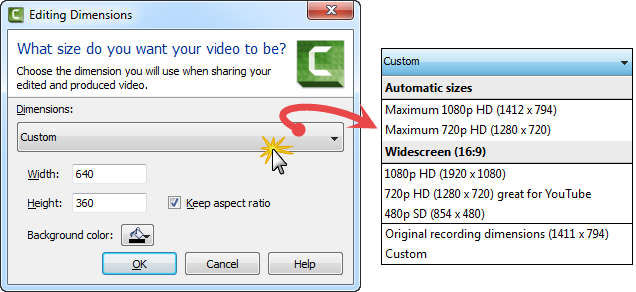 Editing Dimensions
What size do you want your video to be?
Choose the dimension you will use when sharing your
edited and produced video.
Dimensions:
Custom
Width: 640
Height: 360
Keep aspect ratio
Background color:
OK Cancel Help
Custom
Automatic sizes
Maximum 1080p HD (1412 x 794)
Maximum 720p HD (1280 x 720)
Widescreen (16:9)
1080p HD (1920 x 1080)
720p HD (1280 x 720) great for YouTube
480p SD (854 x 480)
Original recording dimensions (1411 x 794)
Custom